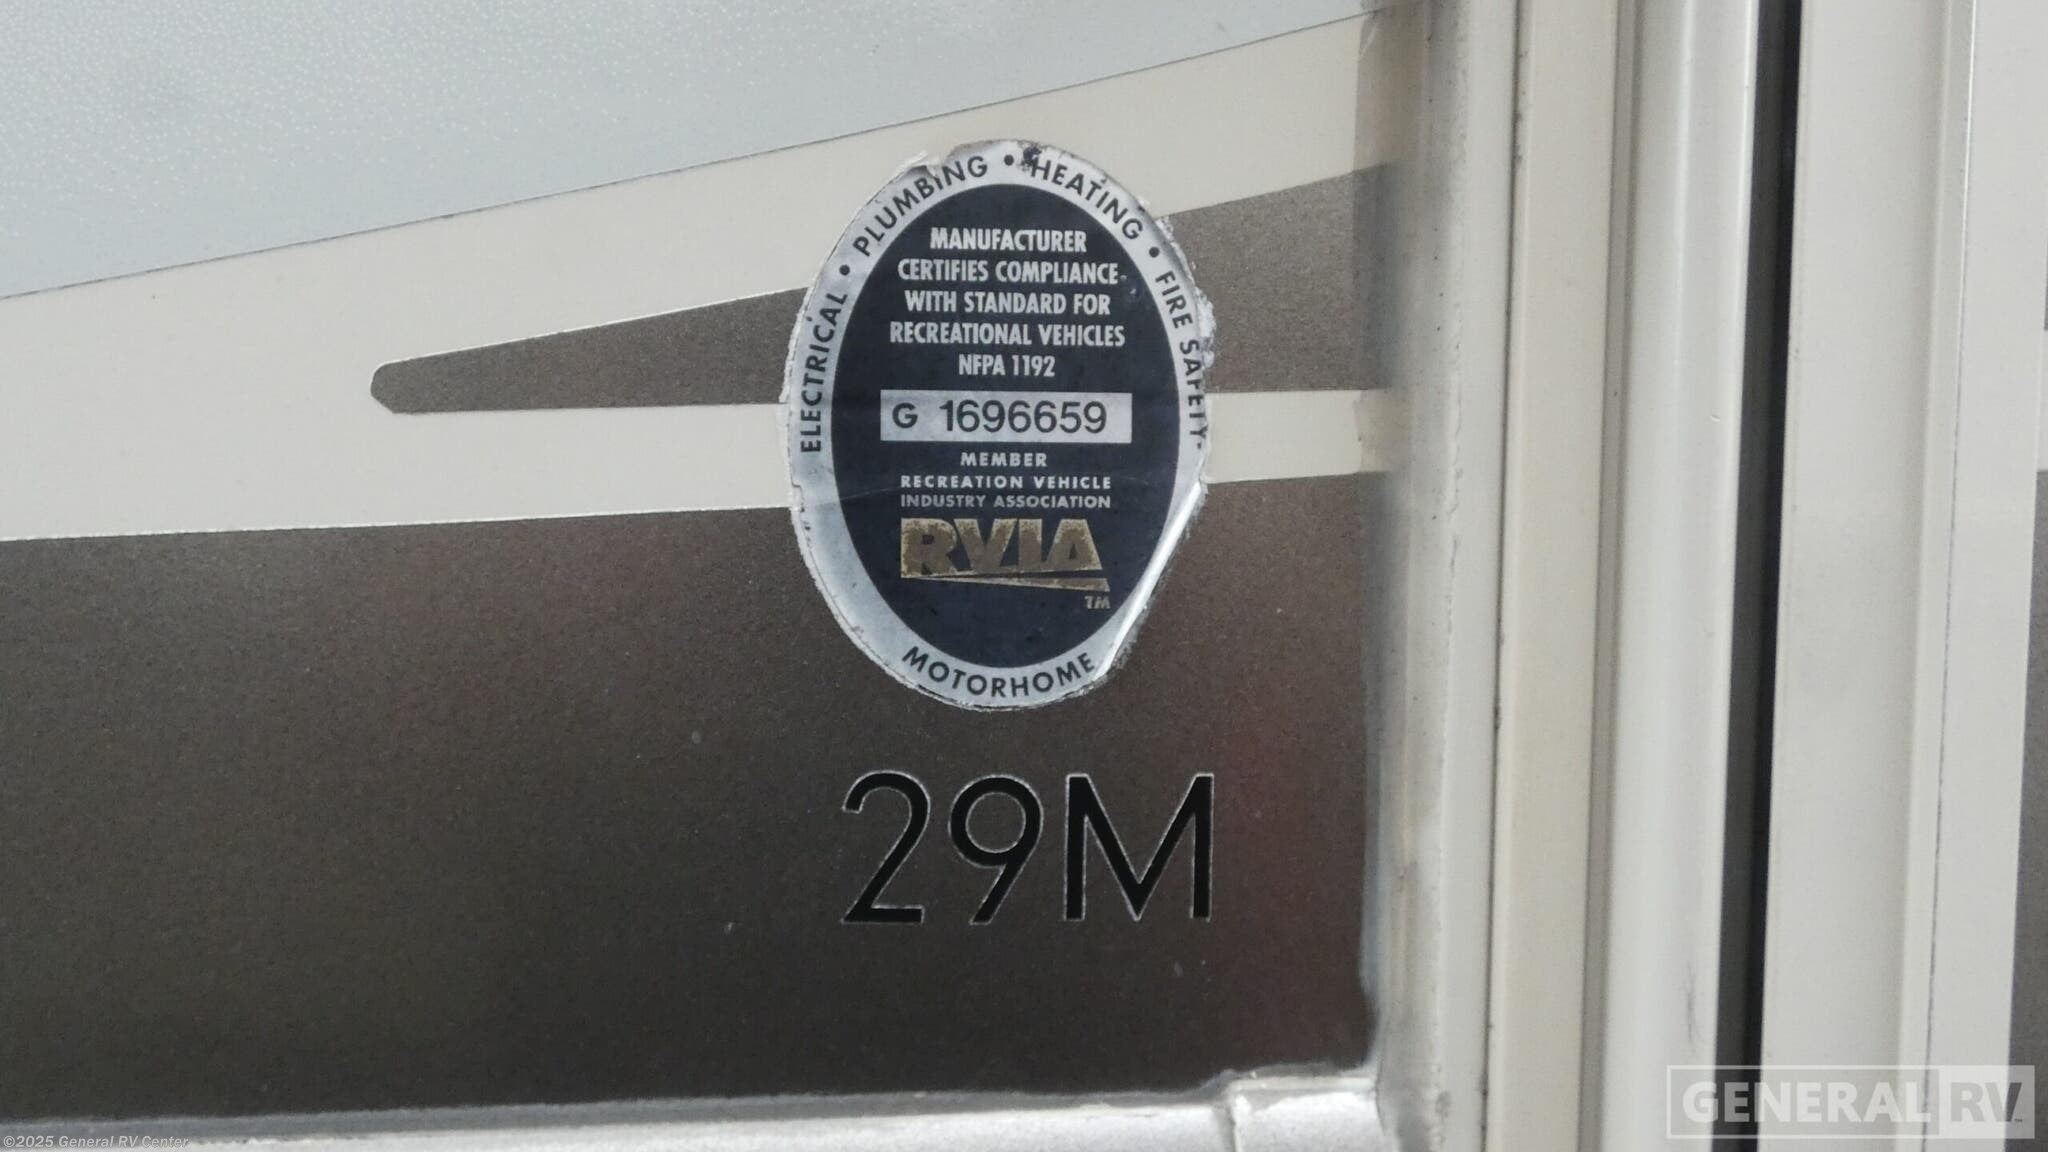 ELECTRICAL • PLUMBING • HEATING • FIRE SAFETY
MANUFACTURER
CERTIFIES COMPLIANCE
WITH STANDARD FOR
RECREATIONAL VEHICLES
NFPA 1192
G 1696659
MEMBER
RECREATION VEHICLE
INDUSTRY ASSOCIATION
RVIA
TM
MOTORHOME
29M
GENERAL RV
©2025 General RV Center